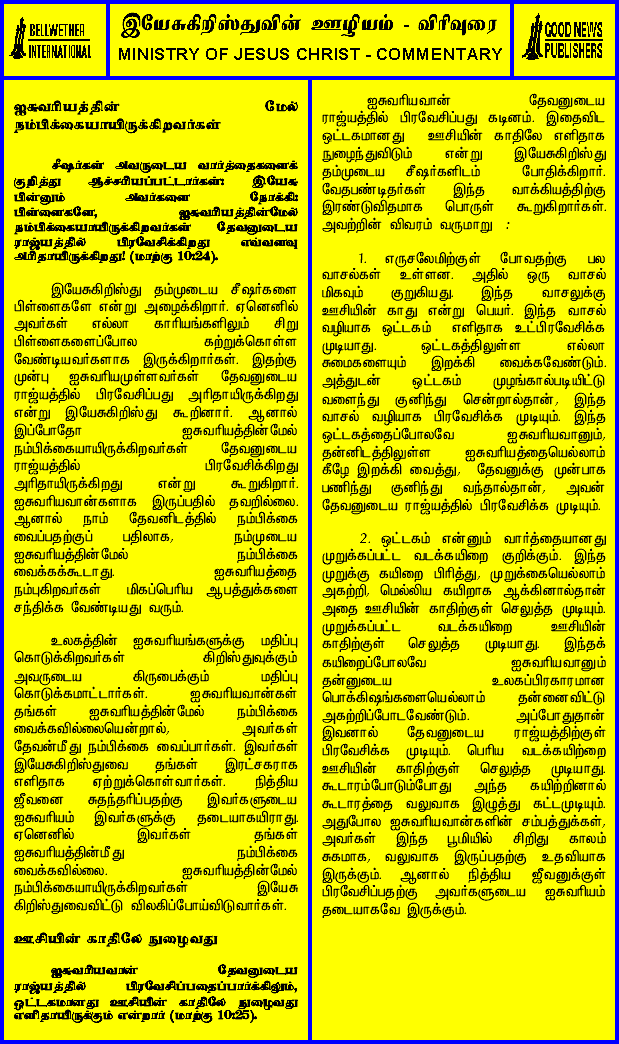 BELLWETHER
INTERNATIONAL
இயேசுகிறிஸ்துவின் ஊழியம் - விரிவுரை
MINISTRY OF JESUS CHRIST - COMMENTARY
GOOD NEWS
PUBLISHERS
ஐசுவரியத்தின் மேல்
நம்பிக்கையாயிருக்கிறவர்கள்
சீஷர்கள் அவருடைய வார்த்தைகளைக்
குறித்து ஆச்சரியப்பட்டார்கள்: இயேசு
பின்னும் அவர்களை நோக்கி:
பிள்ளைகளே, ஐசுவரியத்தின்மேல்
நம்பிக்கையாயிருக்கிறவர்கள் தேவனுடைய
ராஜ்யத்தில் பிரவேசிக்கிறது எவ்வளவு
அரிதாயிருக்கிறது! (மாற்கு 10:24).
இயேசுகிறிஸ்து தம்முடைய சீஷர்களை
பிள்ளைகளே என்று அழைக்கிறார். ஏனெனில்
அவர்கள் எல்லா காரியங்களிலும் சிறு
பிள்ளைகளைப்போல கற்றுக்கொள்ள
வேண்டியவர்களாக இருக்கிறார்கள். இதற்கு
முன்பு ஐசுவரியமுள்ளவர்கள் தேவனுடைய
ராஜ்யத்தில் பிரவேசிப்பது அரிதாயிருக்கிறது
என்று இயேசுகிறிஸ்து கூறினார். ஆனால்
இப்போதோ ஐசுவரியத்தின்மேல்
நம்பிக்கையாயிருக்கிறவர்கள் தேவனுடைய
ராஜ்யத்தில் பிரவேசிக்கிறது
அரிதாயிருக்கிறது என்று கூறுகிறார்.
ஐசுவரியவான்களாக இருப்பதில் தவறில்லை.
ஆனால் நாம் தேவனிடத்தில் நம்பிக்கை
வைப்பதற்குப் பதிலாக, நம்முடைய
ஐசுவரியத்தின்மேல் நம்பிக்கை
வைக்கக்கூடாது. ஐசுவரியத்தை
நம்புகிறவர்கள் மிகப்பெரிய ஆபத்துக்களை
சந்திக்க வேண்டியது வரும்.
உலகத்தின் ஐசுவரியங்களுக்கு மதிப்பு
கொடுக்கிறவர்கள் கிறிஸ்துவுக்கும்
அவருடைய கிருபைக்கும் மதிப்பு
கொடுக்கமாட்டார்கள். ஐசுவரியவான்கள்
தங்கள் ஐசுவரியத்தின்மேல் நம்பிக்கை
வைக்கவில்லையென்றால், அவர்கள்
தேவன்மீது நம்பிக்கை வைப்பார்கள். இவர்கள்
இயேசுகிறிஸ்துவை தங்கள் இரட்சகராக
எளிதாக ஏற்றுக்கொள்வார்கள். நித்திய
ஜீவனை சுதந்தரிப்பதற்கு இவர்களுடைய
ஐசுவரியம் இவர்களுக்கு தடையாகயிராது.
ஏனெனில் இவர்கள் தங்கள்
ஐசுவரியத்தின்மீது நம்பிக்கை
வைக்கவில்லை. ஐசுவரியத்தின்மேல்
நம்பிக்கையாயிருக்கிறவர்கள் இயேசு
கிறிஸ்துவைவிட்டு விலகிப்போய்விடுவார்கள்.
ஊசியின் காதிலே நுழைவது
ஐசுவரியவான் தேவனுடைய
ராஜ்யத்தில் பிரவேசிப்பதைப்பார்க்கிலும்,
ஒட்டகமானது ஊசியின் காதிலே நுழைவது
எளிதாயிருக்கும் என்றார் (மாற்கு 10:25).
ஐசுவரியவான் தேவனுடைய
ராஜ்யத்தில் பிரவேசிப்பது கடினம். இதைவிட
ஒட்டகமானது ஊசியின் காதிலே எளிதாக
நுழைந்துவிடும் என்று இயேசுகிறிஸ்து
தம்முடைய சீஷர்களிடம் போதிக்கிறார்.
வேதபண்டிதர்கள் இந்த வாக்கியத்திற்கு
இரண்டுவிதமாக பொருள் கூறுகிறார்கள்.
அவற்றின் விவரம் வருமாறு :
1. எருசலேமிற்குள் போவதற்கு பல
வாசல்கள் உள்ளன. அதில் ஒரு வாசல்
மிகவும் குறுகியது. இந்த வாசலுக்கு
ஊசியின் காது என்று பெயர். இந்த வாசல்
வழியாக ஒட்டகம் எளிதாக உட்பிரவேசிக்க
முடியாது. ஒட்டகத்திலுள்ள எல்லா
சுமைகளையும் இறக்கி வைக்கவேண்டும்.
அத்துடன் ஒட்டகம் முழங்கால்படியிட்டு
வளைந்து குனிந்து சென்றால்தான், இந்த
வாசல் வழியாக பிரவேசிக்க முடியும். இந்த
ஒட்டகத்தைப்போலவே ஐசுவரியவானும்,
தன்னிடத்திலுள்ள ஐசுவரியத்தையெல்லாம்
கீழே இறக்கி வைத்து, தேவனுக்கு முன்பாக
பணிந்து குனிந்து வந்தால்தான், அவன்
தேவனுடைய ராஜ்யத்தில் பிரவேசிக்க முடியும்.
2. ஒட்டகம் என்னும் வார்த்தையானது
முறுக்கப்பட்ட வடக்கயிறை குறிக்கும். இந்த
முறுக்கு கயிறை பிரித்து, முறுக்கையெல்லாம்
அகற்றி, மெல்லிய கயிறாக ஆக்கினால்தான்
அதை ஊசியின் காதிற்குள் செலுத்த முடியும்.
முறுக்கப்பட்ட வடக்கயிறை ஊசியின்
காதிற்குள் செலுத்த முடியாது. இந்தக்
கயிறைப்போலவே ஐசுவரியவானும்
தன்னுடைய உலகப்பிரகாரமான
பொக்கிஷங்களையெல்லாம் தன்னைவிட்டு
அகற்றிப்போடவேண்டும். அப்போதுதான்
இவனால் தேவனுடைய ராஜ்யத்திற்குள்
பிரவேசிக்க முடியும். பெரிய வடக்கயிற்றை
ஊசியின் காதிற்குள் செலுத்த முடியாது.
கூடாரம்போடும்போது அந்த கயிற்றினால்
கூடாரத்தை வலுவாக இழுத்து கட்டமுடியும்.
அதுபோல ஐசுவரியவான்களின் சம்பத்துக்கள்,
அவர்கள் இந்த பூமியில் சிறிது காலம்
சுகமாக, வலுவாக இருப்பதற்கு உதவியாக
இருக்கும். ஆனால் நித்திய ஜீவனுக்குள்
பிரவேசிப்பதற்கு அவர்களுடைய ஐசுவரியம்
தடையாகவே இருக்கும்.